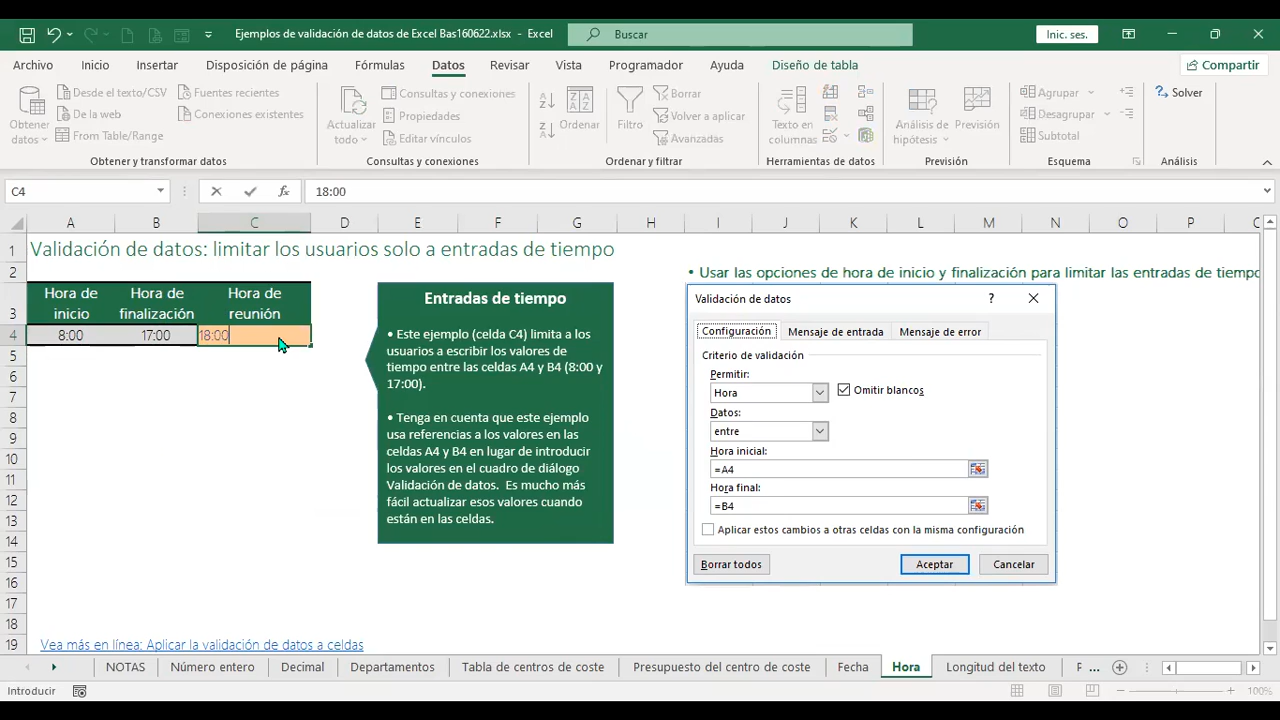 Ejemplos de validación de datos de Excel Bas160622.xlsx - Excel
Buscar
Inic. ses.
Archivo
Inicio
Insertar
Disposición de página
Fórmulas
Datos
Revisar
Vista
Programador
Ayuda
Diseño de tabla
Compartir
Obtener datos
Desde el texto/CSV
De la web
From Table/Range
Fuentes recientes
Conexiones existentes
Obtener y transformar datos
Actualizar todo
Consultas y conexiones
Propiedades
Editar vínculos
Consultas y conexiones
Ordenar
Filtro
Borrar
Volver a aplicar
Avanzadas
Ordenar y filtrar
Texto en columnas
Herramientas de datos
Análisis de hipótesis
Previsión
Previsión
Agrupar
Desagrupar
Subtotal
Esquema
Solver
Análisis
C4
fx
18:00
A B C D E F G H I J K L M N O P
1 Validación de datos: limitar los usuarios solo a entradas de tiempo
2 • Usar las opciones de hora de inicio y finalización para limitar las entradas de tiempo
3
Hora de inicio
Hora de finalización
Hora de reunión
4 8:00 17:00 18:00
5
6
7
8
9
10
11
12
13
14
15
16
17
18
19
Entradas de tiempo
• Este ejemplo (celda C4) limita a los
usuarios a escribir los valores de
tiempo entre las celdas A4 y B4 (8:00 y
17:00).
• Tenga en cuenta que este ejemplo
usa referencias a los valores en las
celdas A4 y B4 en lugar de introducir
los valores en el cuadro de diálogo
Validación de datos. Es mucho más
fácil actualizar esos valores cuando
están en las celdas.
Validación de datos
?
Configuración
Mensaje de entrada
Mensaje de error
Criterio de validación
Permitir:
Hora
Omitir blancos
Datos:
entre
Hora inicial:
=A4
Hora final:
=B4
Aplicar estos cambios a otras celdas con la misma configuración
Borrar todos
Aceptar
Cancelar
Vea más en línea: Aplicar la validación de datos a celdas
NOTAS
Número entero
Decimal
Departamentos
Tabla de centros de coste
Presupuesto del centro de coste
Fecha
Hora
Longitud del texto
...
Introducir
100%